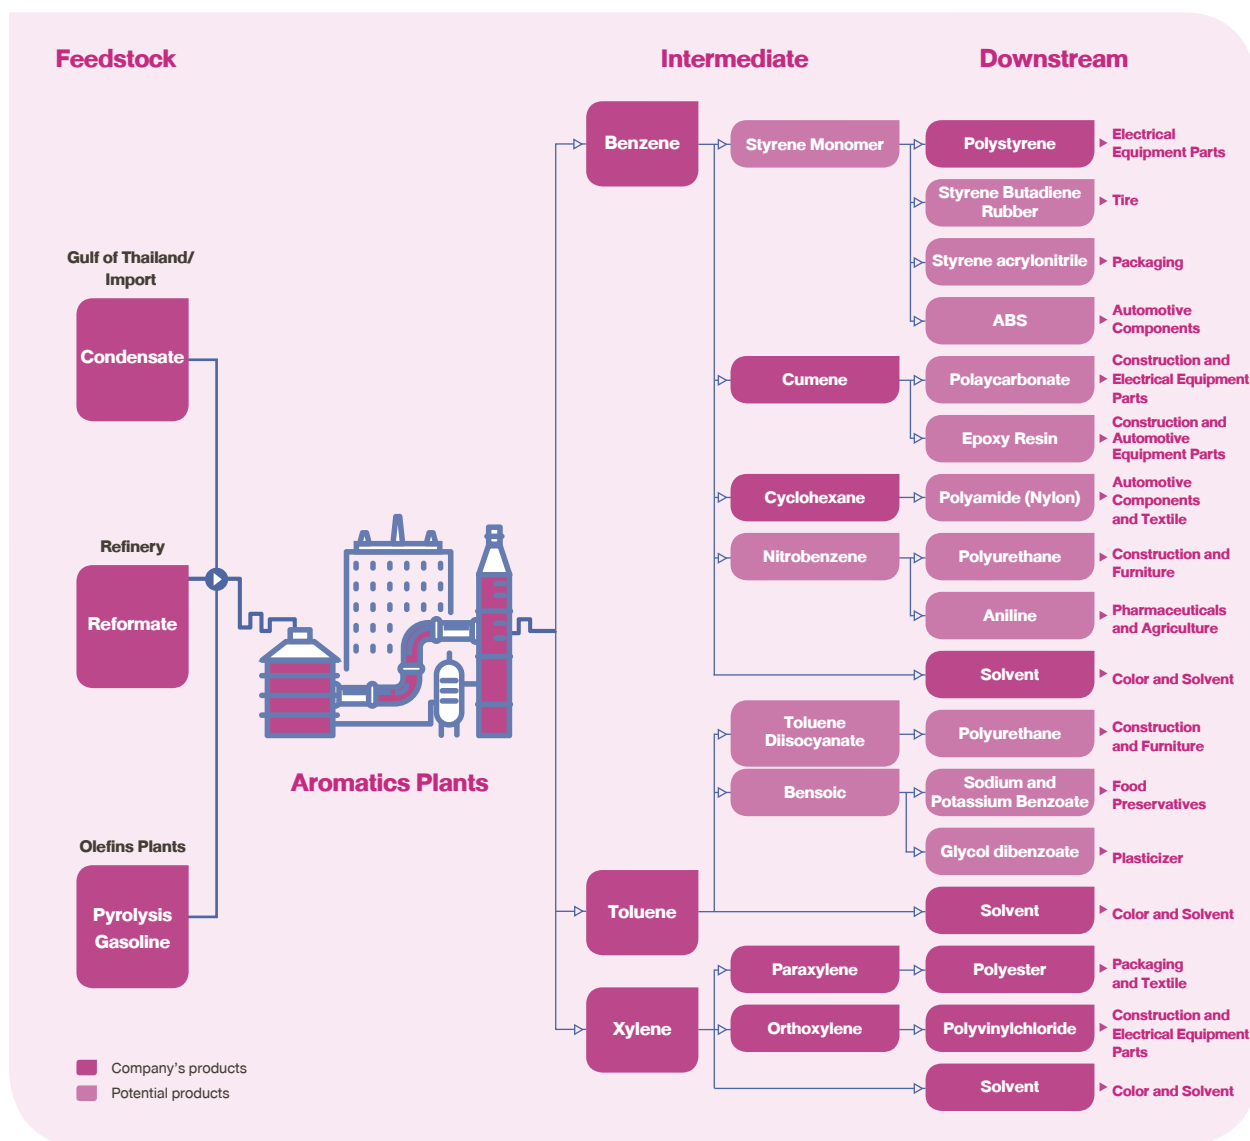 Feedstock
Intermediate
Downstream
Gulf of Thailand/
Import
Condensate
Refinery
Reformate
Olefins Plants
Pyrolysis
Gasoline
Aromatics Plants
Benzene
Styrene Monomer
Polystyrene
Electrical
Equipment Parts
Styrene Butadiene
Rubber
Tire
Styrene acrylonitrile
Packaging
ABS
Automotive
Components
Cumene
Polaycarbonate
Construction and
Electrical Equipment
Parts
Epoxy Resin
Construction and
Automotive
Equipment Parts
Cyclohexane
Polyamide (Nylon)
Automotive
Components
and Textile
Nitrobenzene
Polyurethane
Construction and
Furniture
Aniline
Pharmaceuticals
and Agriculture
Solvent
Color and Solvent
Toluene
Toluene
Diisocyanate
Polyurethane
Construction
and Furniture
Bensoic
Sodium and
Potassium Benzoate
Food
Preservatives
Glycol dibenzoate
Plasticizer
Solvent
Color and Solvent
Xylene
Paraxylene
Polyester
Packaging
and Textile
Orthoxylene
Polyvinylchloride
Construction and
Electrical Equipment
Parts
Solvent
Color and Solvent
Company's products
Potential products